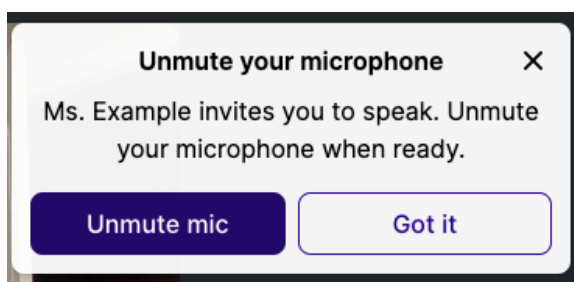 Unmute your microphone
Ms. Example invites you to speak. Unmute
your microphone when ready.
Unmute mic
Got it